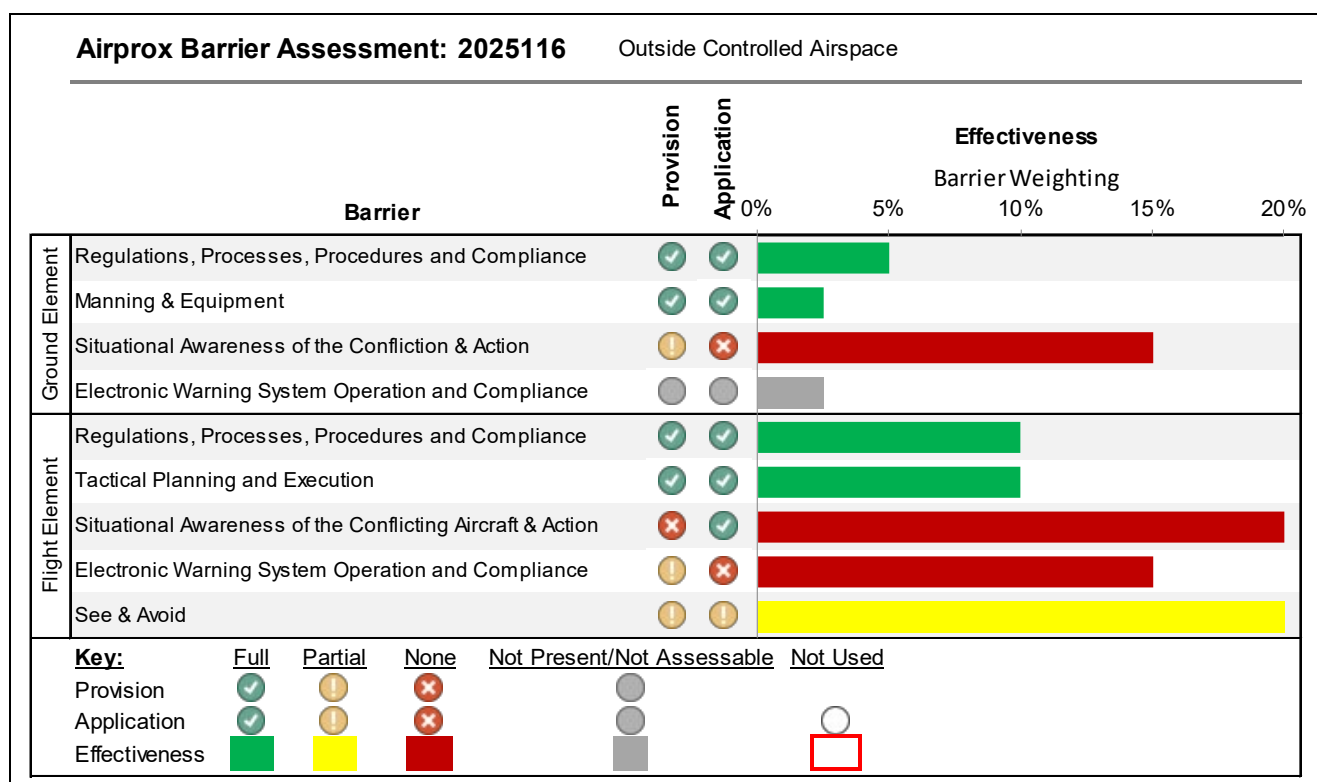 Airprox Barrier Assessment: 2025116 Outside Controlled Airspace
Provision
Application
Effectiveness
Barrier Weighting
Barrier
0% 5% 10% 15% 20%
Ground Element
Regulations, Processes, Procedures and Compliance
Manning & Equipment
Situational Awareness of the Confliction & Action
Electronic Warning System Operation and Compliance
Flight Element
Regulations, Processes, Procedures and Compliance
Tactical Planning and Execution
Situational Awareness of the Conflicting Aircraft & Action
Electronic Warning System Operation and Compliance
See & Avoid
Key: Full Partial None Not Present/Not Assessable Not Used
Provision
Application
Effectiveness